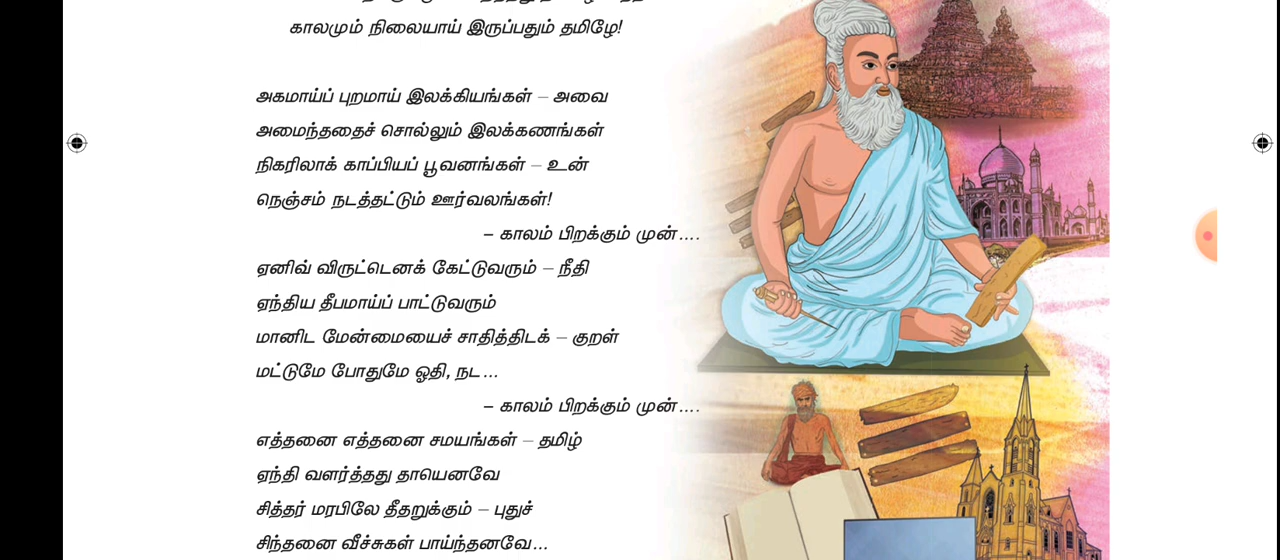 காலமும் நிலையாய் இருப்பதும் தமிழே!
அகமாய்ப் புறமாய் இலக்கியங்கள் – அவை
அமைந்ததைச் சொல்லும் இலக்கணங்கள்
நிகரிலாக் காப்பியப் பூவனங்கள் – உன்
நெஞ்சம் நடத்தட்டும் ஊர்வலங்கள்!
– காலம் பிறக்கும் முன்....
ஏனிவ் விருட்டெனக் கேட்டுவரும் – நீதி
ஏந்திய தீபமாய்ப் பாட்டுவரும்
மானிட மேன்மையைச் சாதித்திடக் – குறள்
மட்டுமே போதுமே ஓதி, நட...
– காலம் பிறக்கும் முன்....
எத்தனை எத்தனை சமயங்கள் – தமிழ்
ஏந்தி வளர்த்தது தாயெனவே
சித்தர் மரபிலே தீதறுக்கும் – புதுச்
சிந்தனை வீச்சுகள் பாய்ந்தனவே...